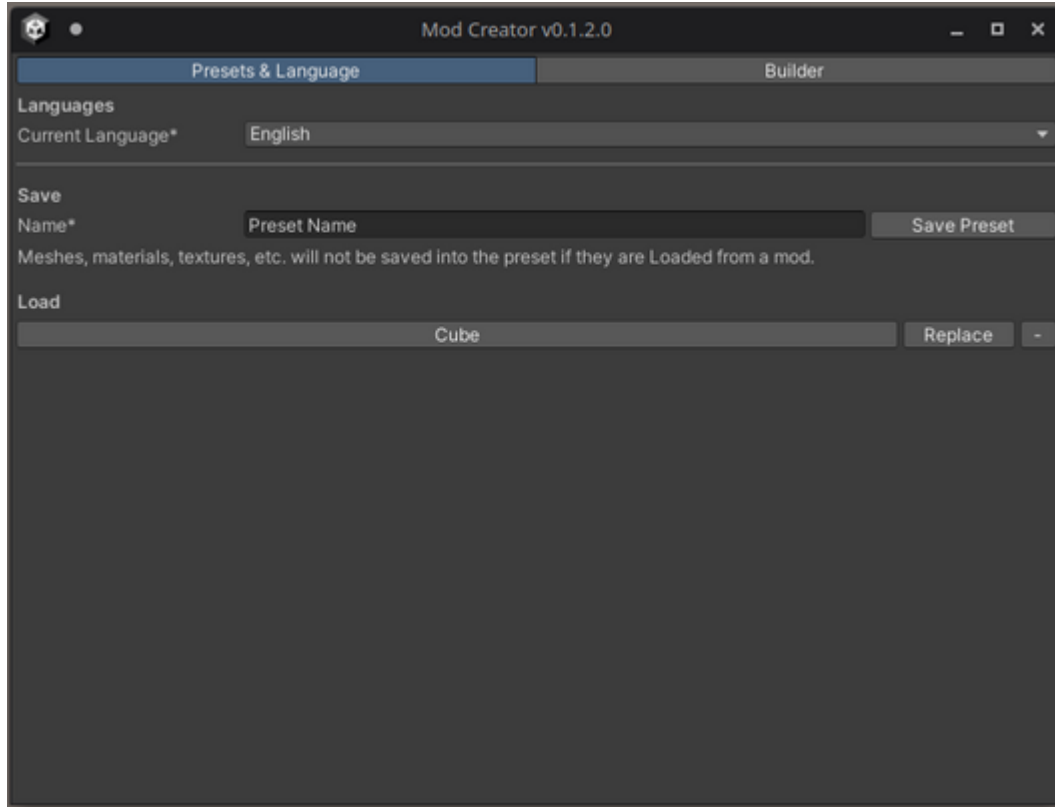 Mod Creator v0.1.2.0
Presets & Language Builder
Languages
Current Language* English
Save
Name* Preset Name Save Preset
Meshes, materials, textures, etc. will not be saved into the preset if they are Loaded from a mod.
Load
Cube Replace -